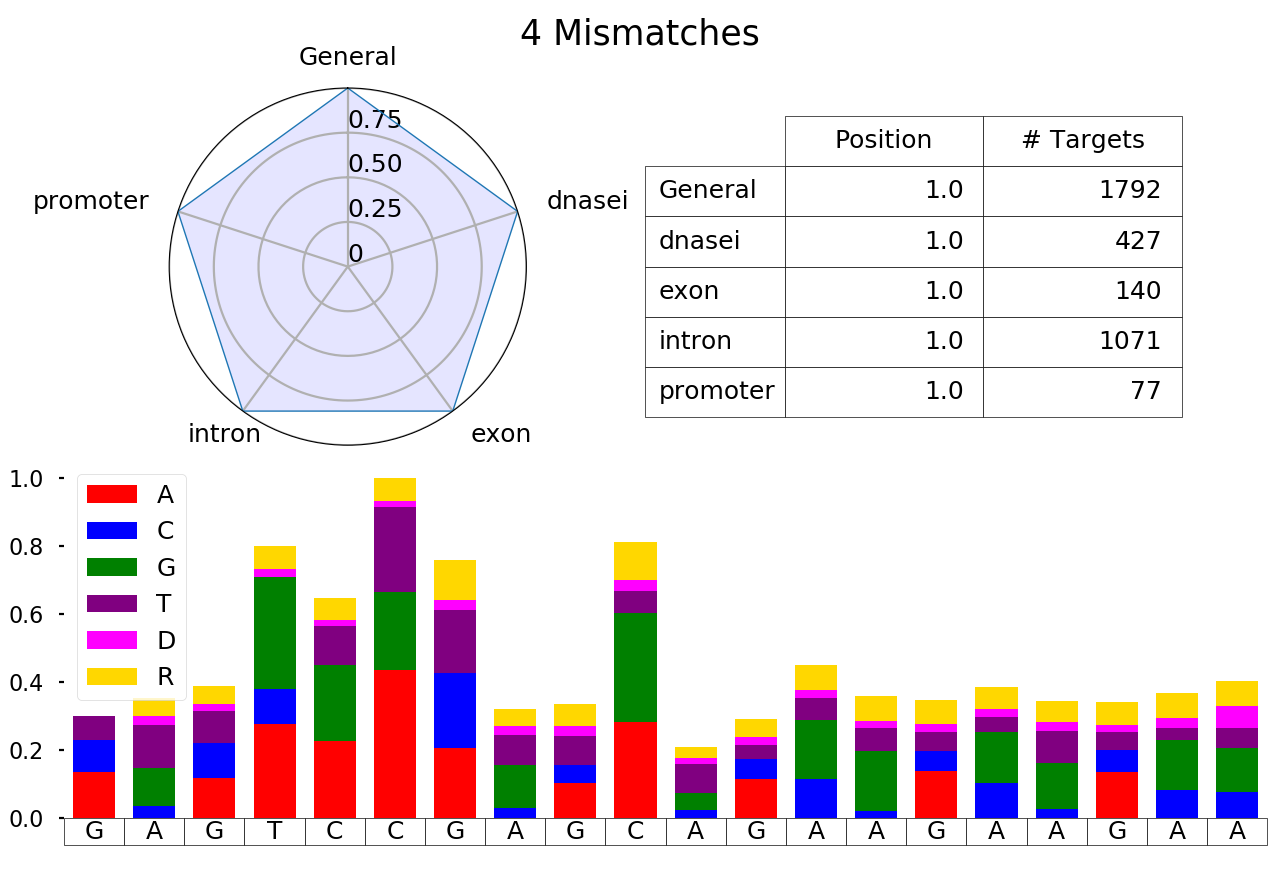 4 Mismatches
General
0.75
0.50
0.25
0
promoter
dnasei
intron
exon
Position # Targets
General 1.0 1792
dnasei 1.0 427
exon 1.0 140
intron 1.0 1071
promoter 1.0 77
1.0
0.8
0.6
0.4
0.2
0.0
A
C
G
T
D
R
G A G T C C G A G C A G A A G A A G A A